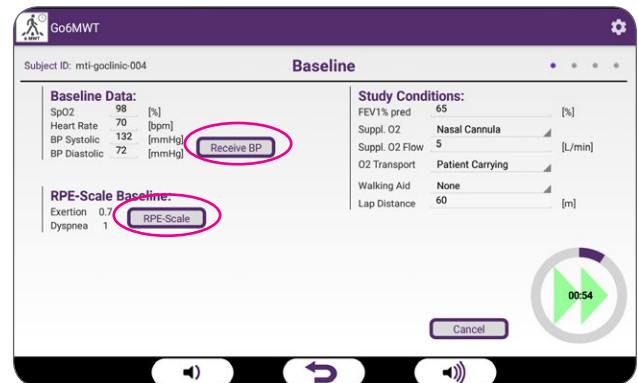 6 MWT
Go6MWT
Subject ID: mti-goclinic-004
Baseline
Baseline Data:
SpO2 98 [%]
Heart Rate 70 [bpm]
BP Systolic 132 [mmHg]
BP Diastolic 72 [mmHg]
Receive BP
RPE-Scale Baseline:
Exertion 0.7
Dyspnea 1
RPE-Scale
Study Conditions:
FEV1% pred 65 [%]
Suppl. O2 Nasal Cannula
Suppl. O2 Flow 5 [L/min]
O2 Transport Patient Carrying
Walking Aid None
Lap Distance 60 [m]
00:54
Cancel